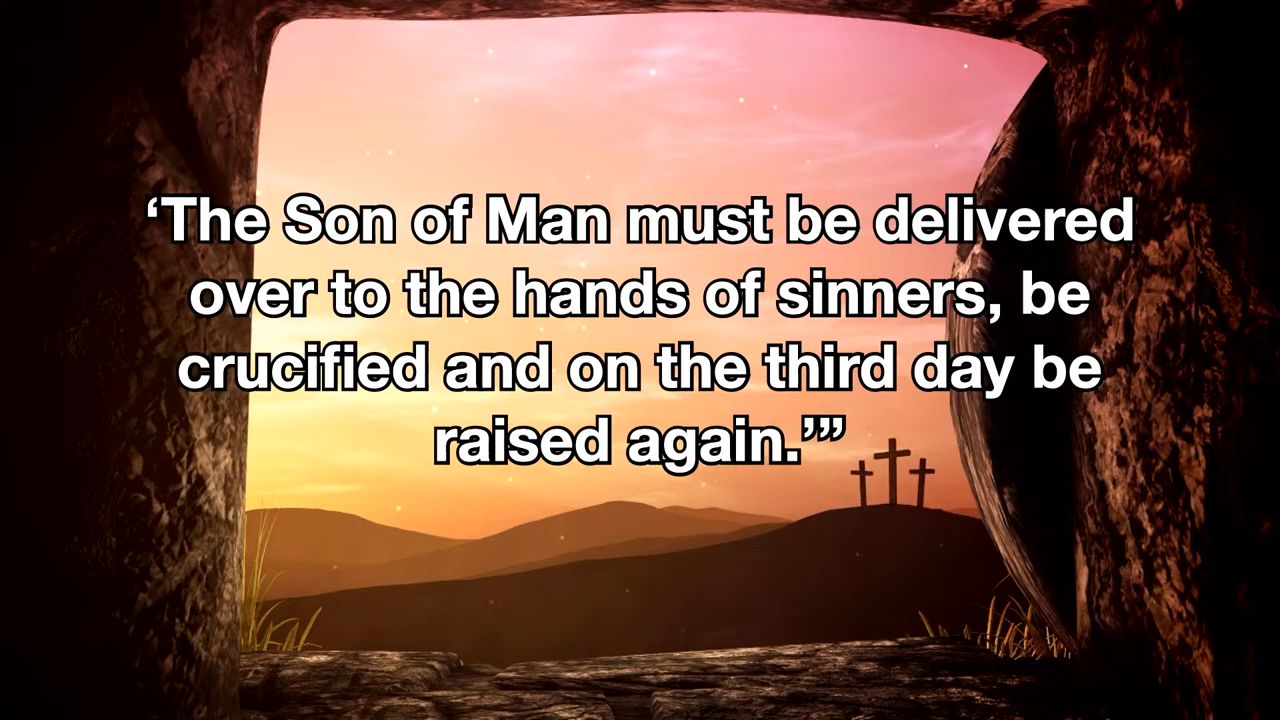 ‘The Son of Man must be delivered
over to the hands of sinners, be
crucified and on the third day be
raised again.’”